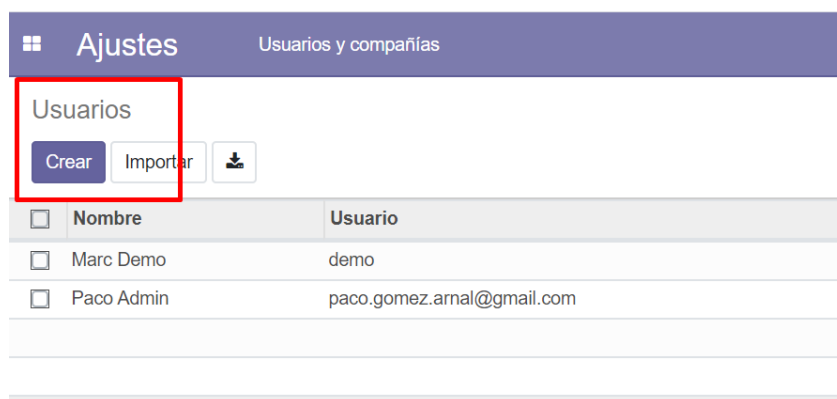 Ajustes Usuarios y compañías
Usuarios
Crear Importar
Nombre Usuario
Marc Demo demo
Paco Admin paco.gomez.arnal@gmail.com